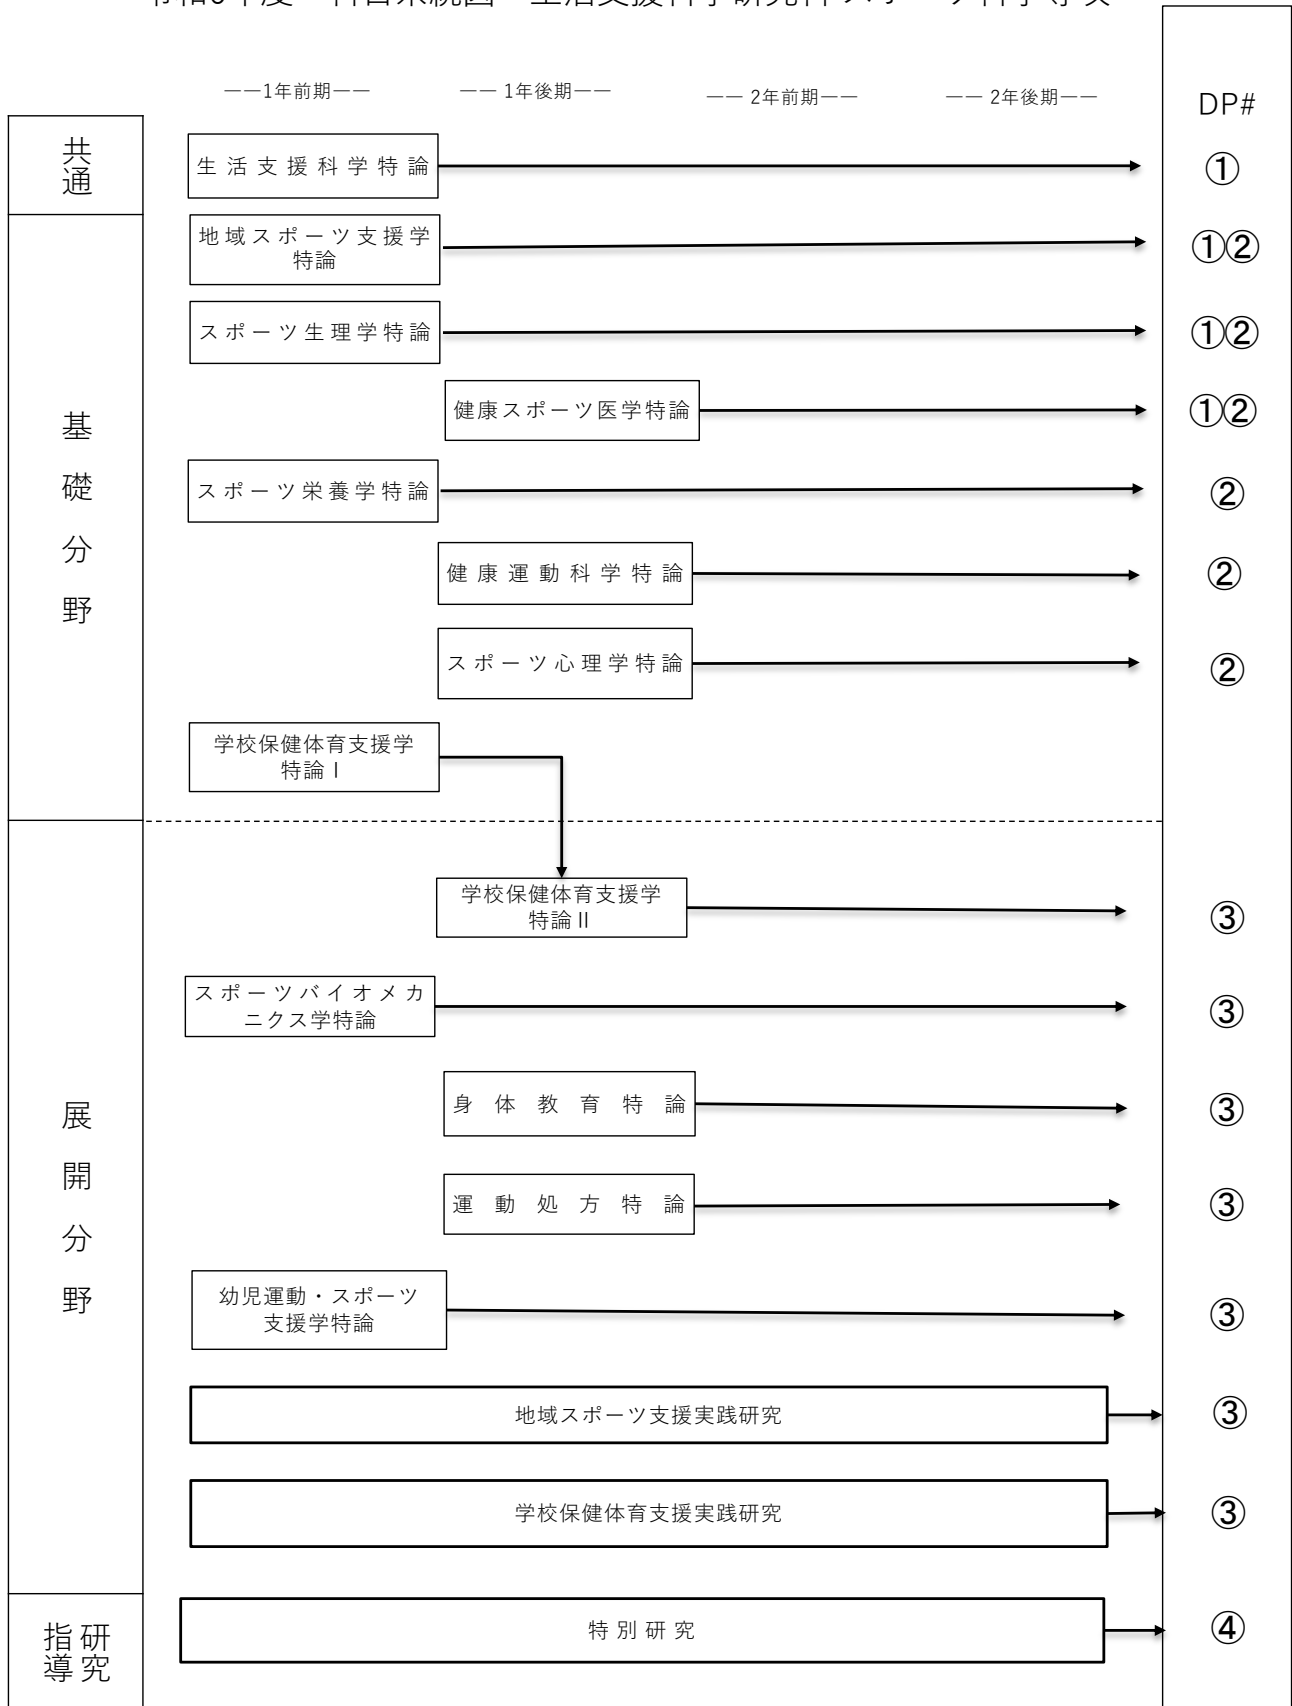 ——1年前期——
—— 1年後期——
—— 2年前期——
—— 2年後期——
DP#
共通
生活支援科学特論
①
基礎分野
地域スポーツ支援学
特論
①②
スポーツ生理学特論
①②
健康スポーツ医学特論
①②
スポーツ栄養学特論
②
健康運動科学特論
②
スポーツ心理学特論
②
学校保健体育支援学
特論Ⅰ
展開分野
学校保健体育支援学
特論Ⅱ
③
スポーツバイオメカ
ニクス学特論
③
身体教育特論
③
運動処方特論
③
幼児運動・スポーツ
支援学特論
③
地域スポーツ支援実践研究
③
学校保健体育支援実践研究
③
研究
指導
特別研究
④